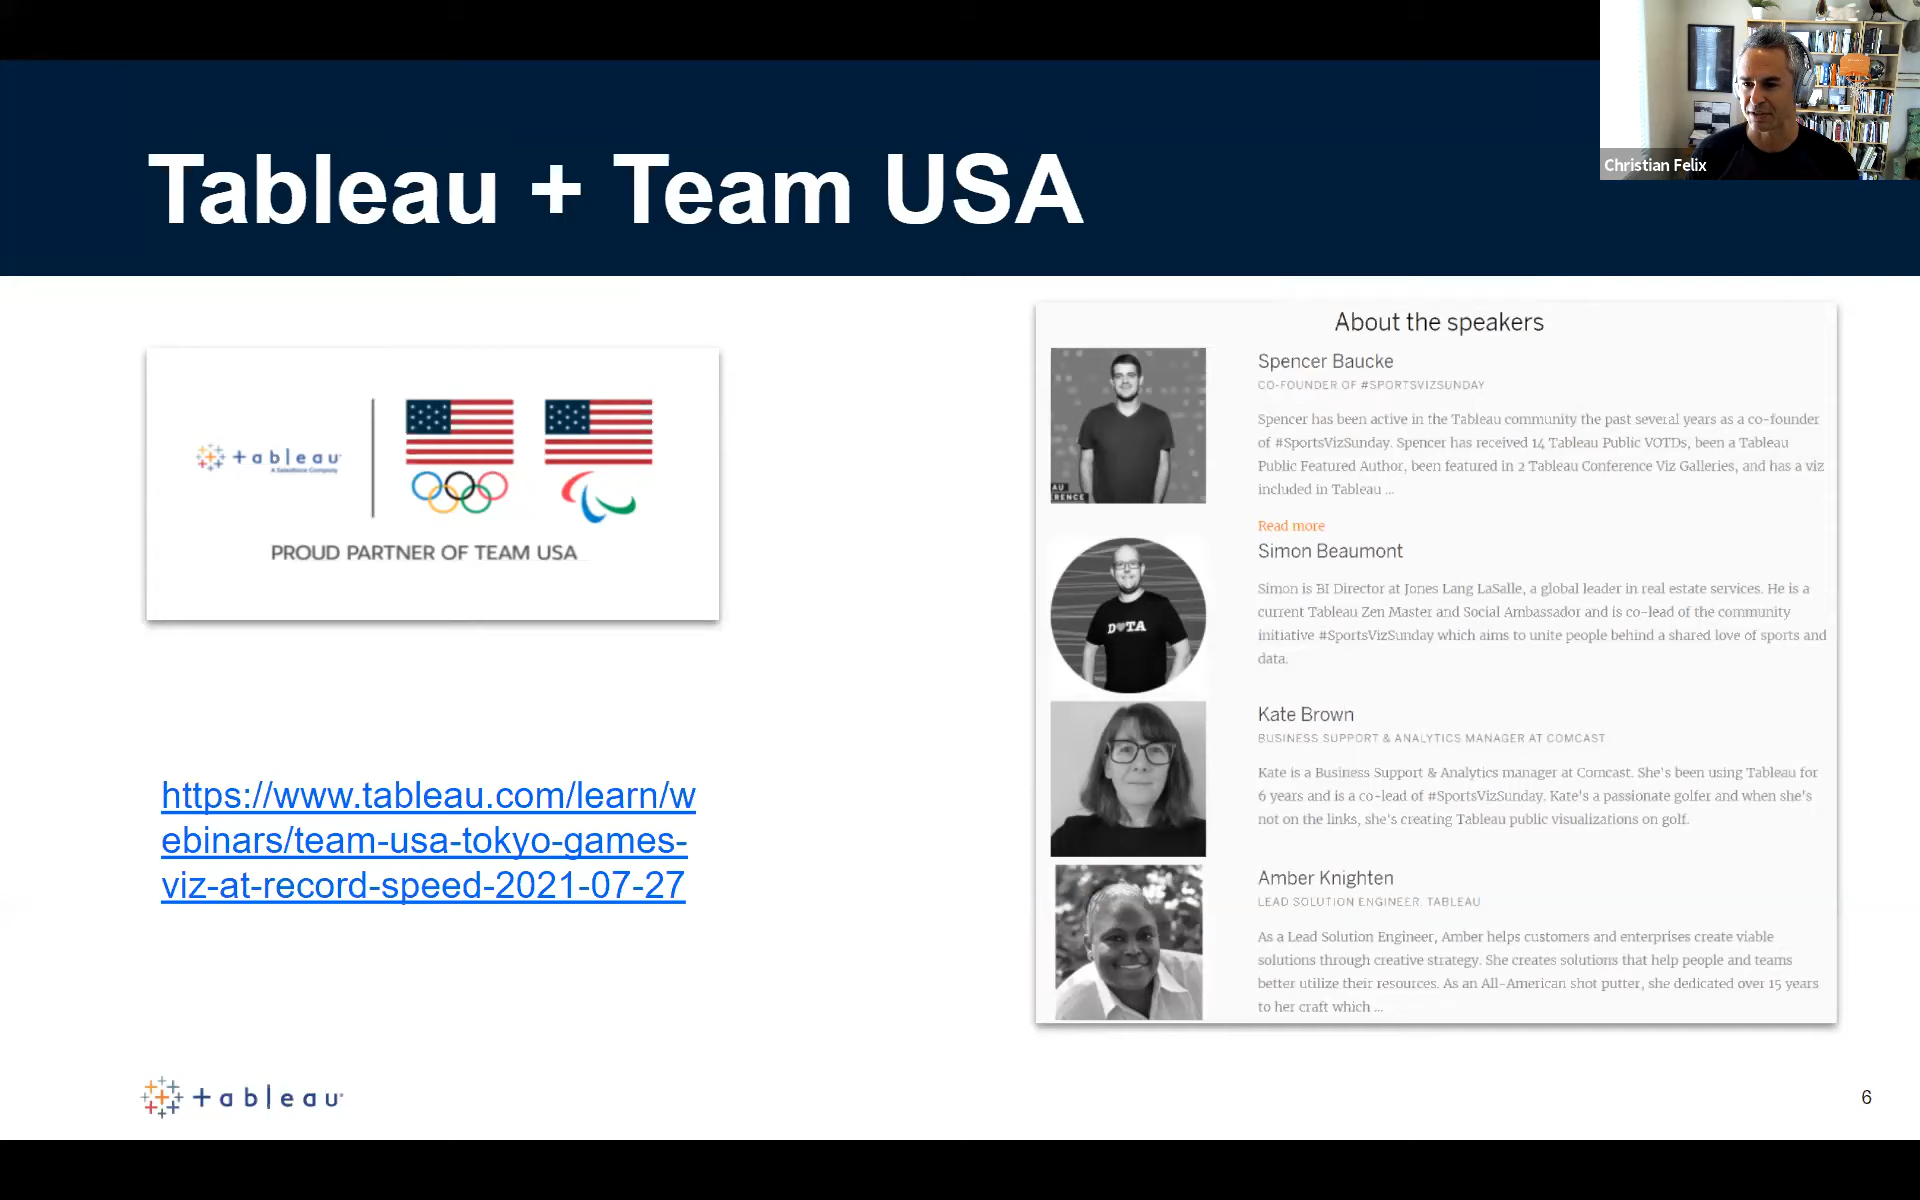 Christian Felix
Tableau + Team USA
tableau
A Salesforce Company
PROUD PARTNER OF TEAM USA
https://www.tableau.com/learn/w
ebinars/team-usa-tokyo-games-
viz-at-record-speed-2021-07-27
About the speakers
AU
RENCE
Spencer Baucke
CO-FOUNDER OF #SPORTSVIZSUNDAY
Spencer has been active in the Tableau community the past several years as a co-founder
of #SportsVizSunday. Spencer has received 14 Tableau Public VOTDs, been a Tableau
Public Featured Author, been featured in 2 Tableau Conference Viz Galleries, and has a viz
included in Tableau ...
Read more
D♥TA
Simon Beaumont
Simon is BI Director at Jones Lang LaSalle, a global leader in real estate services. He is a
current Tableau Zen Master and Social Ambassador and is co-lead of the community
initiative #SportsVizSunday which aims to unite people behind a shared love of sports and
data.
Kate Brown
BUSINESS SUPPORT & ANALYTICS MANAGER AT COMCAST
Kate is a Business Support & Analytics manager at Comcast. She's been using Tableau for
6 years and is a co-lead of #SportsVizSunday. Kate's a passionate golfer and when she's
not on the links, she's creating Tableau public visualizations on golf.
Amber Knighten
LEAD SOLUTION ENGINEER, TABLEAU
As a Lead Solution Engineer, Amber helps customers and enterprises create viable
solutions through creative strategy. She creates solutions that help people and teams
better utilize their resources. As an All-American shot putter, she dedicated over 15 years
to her craft which ...
tableau
6